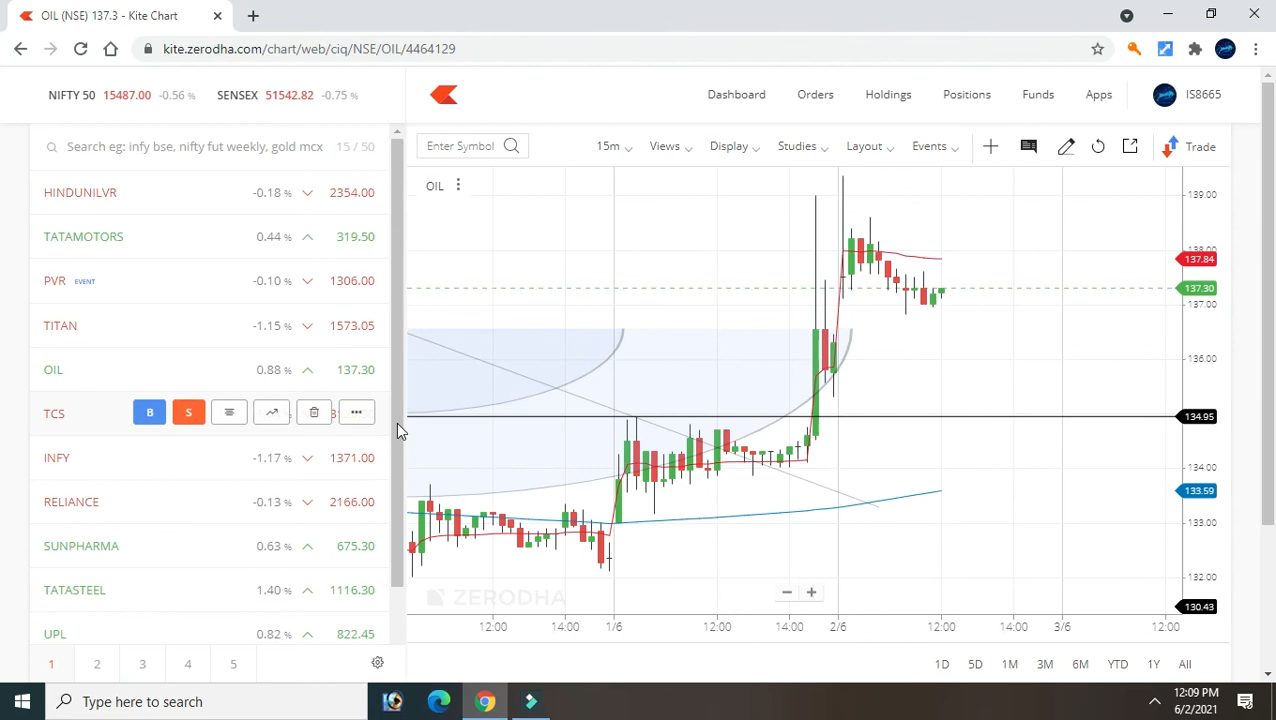 OIL (NSE) 137.3 - Kite Chart
kite.zerodha.com/chart/web/ciq/NSE/OIL/4464129
NIFTY 50 15487.00 -0.56 % SENSEX 51542.82 -0.75 %
Dashboard Orders Holdings Positions Funds Apps IS8665
Search eg: infy bse, nifty fut weekly, gold mcx 15 / 50
Enter Symbol 15m Views Display Studies Layout Events Trade
OIL
HINDUNILVR -0.18 % 2354.00
TATAMOTORS 0.44 % 319.50
PVR EVENT -0.10 % 1306.00
TITAN -1.15 % 1573.05
OIL 0.88 % 137.30
TCS B S
INFY -1.17 % 1371.00
RELIANCE -0.13 % 2166.00
SUNPHARMA 0.63 % 675.30
TATASTEEL 1.40 % 1116.30
UPL 0.82 % 822.45
1 2 3 4 5
139.00
138.00
137.84
137.30
137.00
136.00
134.95
134.00
133.59
133.00
132.00
130.43
ZERODHA
12:00 14:00 1/6 12:00 14:00 2/6 12:00 14:00 3/6 12:00
1D 5D 1M 3M 6M YTD 1Y All
Type here to search
12:09 PM
6/2/2021